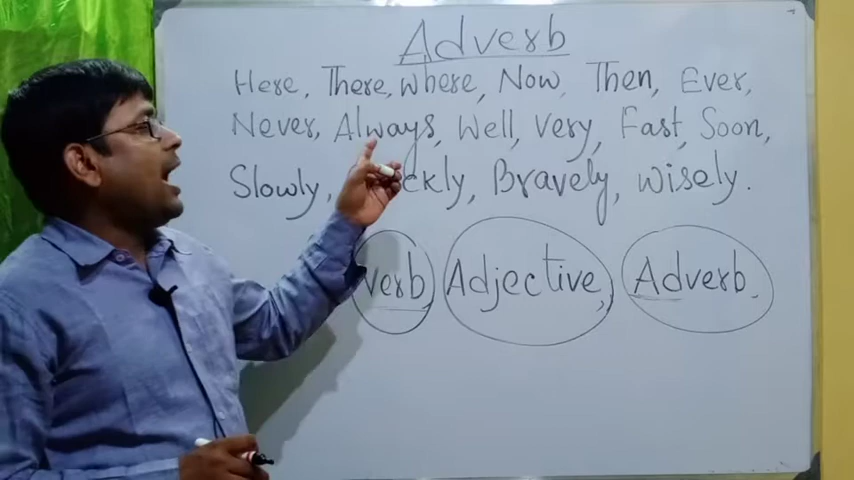 Adverb
Here, There, where, Now, Then, Ever,
Never, Always, Well, Very, Fast, Soon,
Slowly, Bravely, wisely.
verb, Adjective, Adverb.